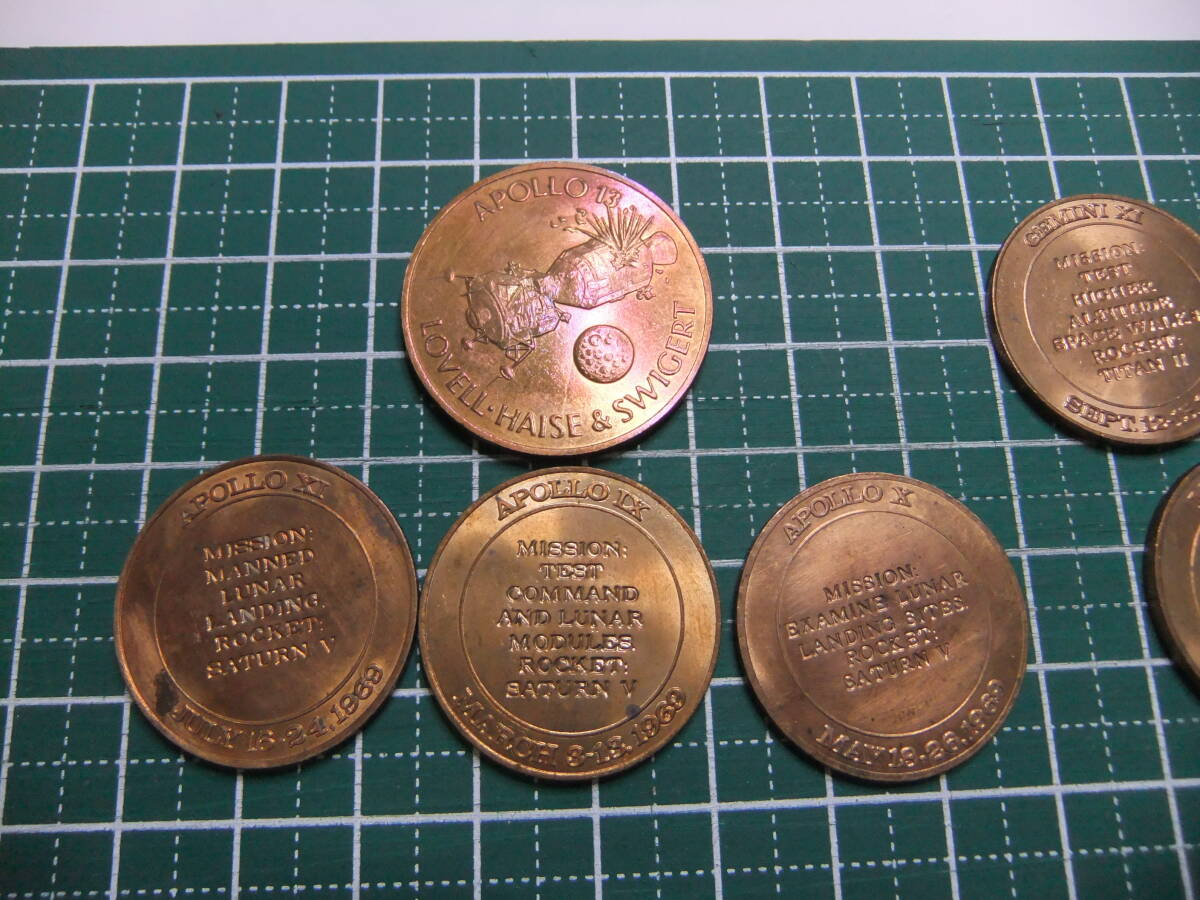 APOLLO 13
LOVELL · HAISE & SWIGERT
GEMINI XI
MISSION:
TEST
HIGHER
ALTITUDE
SPACE WALK.
ROCKET:
TITAN II
SEPT. 12-
APOLLO XI
MISSION:
MANNED
LUNAR
LANDING.
ROCKET:
SATURN V
JULY 16-24, 1969
APOLLO IX
MISSION:
TEST
COMMAND
AND LUNAR
MODULES.
ROCKET:
SATURN V
MARCH 3-13, 1969
APOLLO X
MISSION:
EXAMINE LUNAR
LANDING SYTES.
ROCKET:
SATURN V
MAY 18-26, 1969